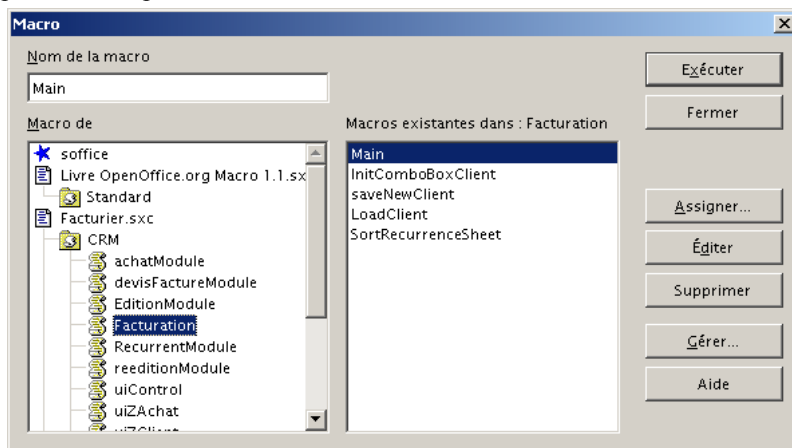 Macro
Nom de la macro
Main
Macro de
soffice
Livre OpenOffice.org Macro 1.1.sx
Standard
Facturier.sxc
CRM
achatModule
devisFactureModule
EditionModule
Facturation
RecurrentModule
reeditionModule
uiControl
uiZAchat
Macros existantes dans : Facturation
Main
InitComboBoxClient
saveNewClient
LoadClient
SortRecurrenceSheet
Exécuter
Fermer
Assigner...
Éditer
Supprimer
Gérer...
Aide